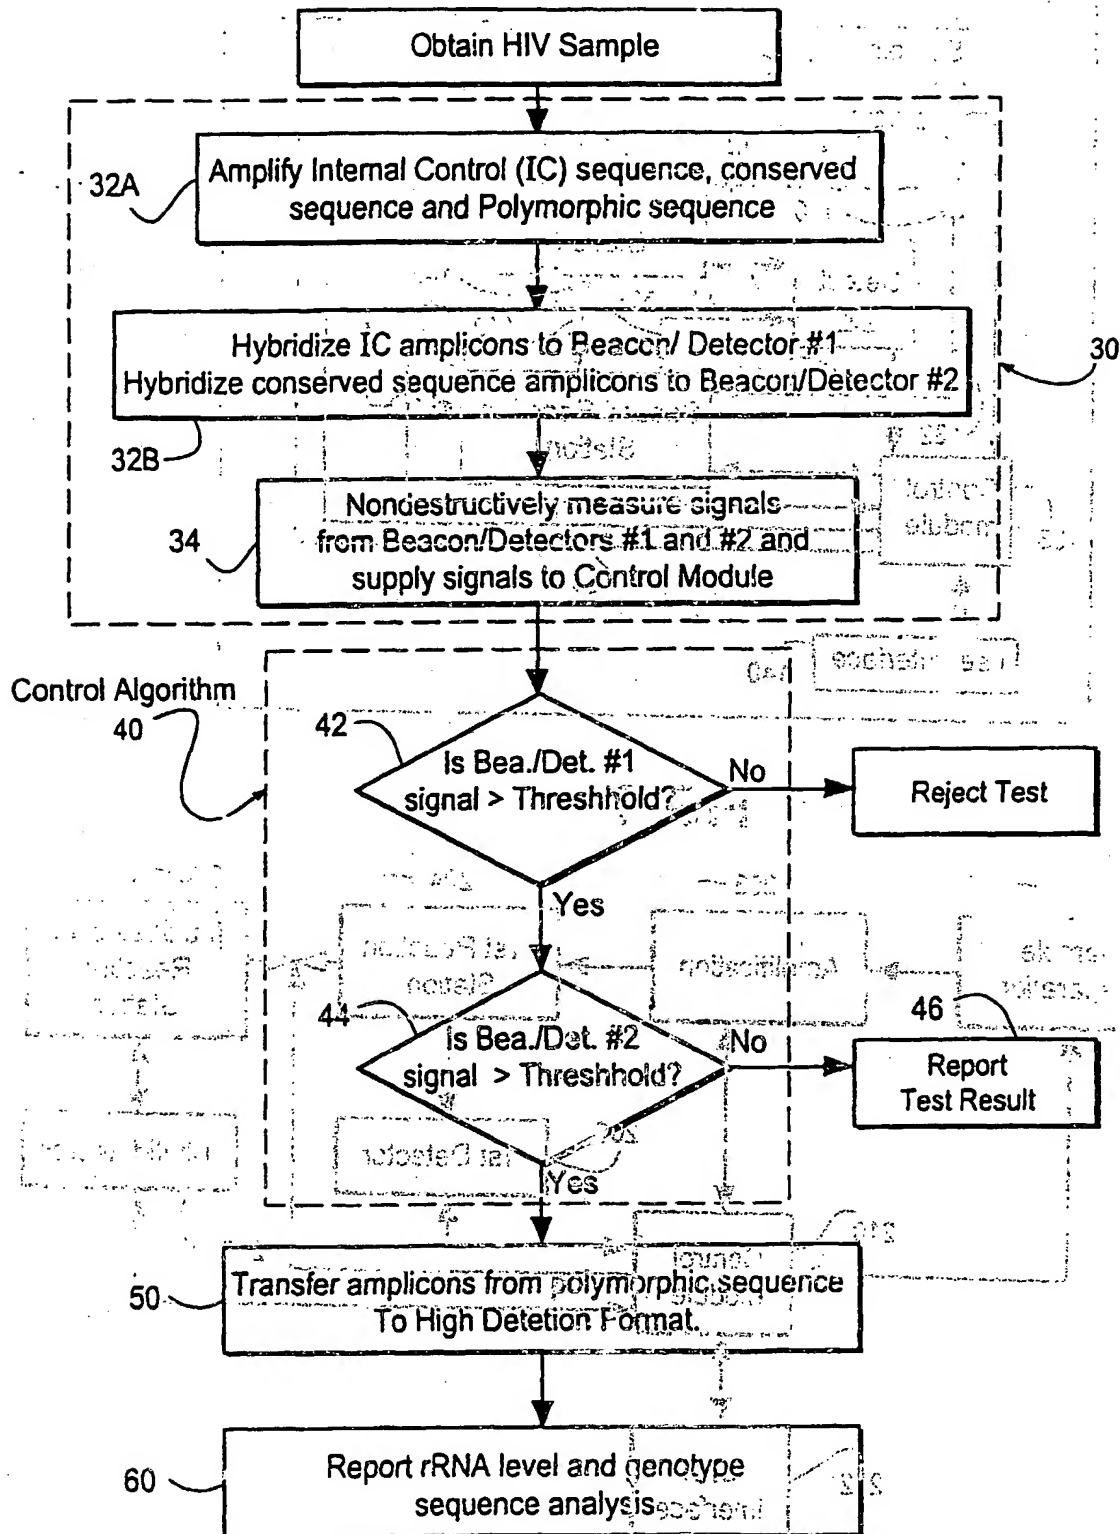 Obtain HIV Sample
32A
Amplify Internal Control (IC) sequence, conserved
sequence and Polymorphic sequence
Hybridize IC amplicons to Beacon/ Detector #1
Hybridize conserved sequence amplicons to Beacon/Detector #2
30
32B
34
Nondestructively measure signals
from Beacon/Detectors #1 and #2 and
supply signals to Control Module
Control Algorithm
40
42
Is Bea./Det. #1
signal > Threshhold?
No
Reject Test
Yes
44
Is Bea./Det. #2
signal > Threshhold?
No
46
Report
Test Result
Yes
50
Transfer amplicons from polymorphic sequence
To High Detetion Format.
60
Report rRNA level and genotype
sequence analysis